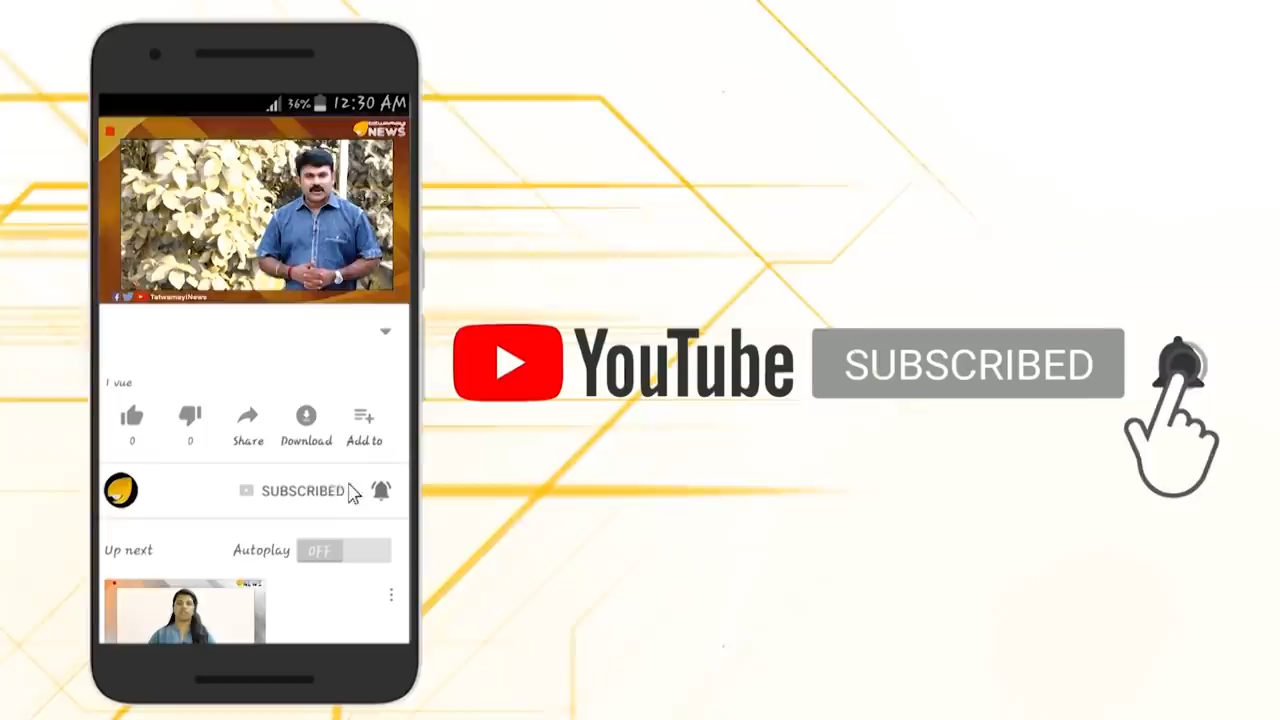 36% 12:30 AM
tatwamayi
NEWS
TatwamayiNews
1 vue
0 0 Share Download Add to
SUBSCRIBED
Up next Autoplay OFF
NEWS
YouTube SUBSCRIBED